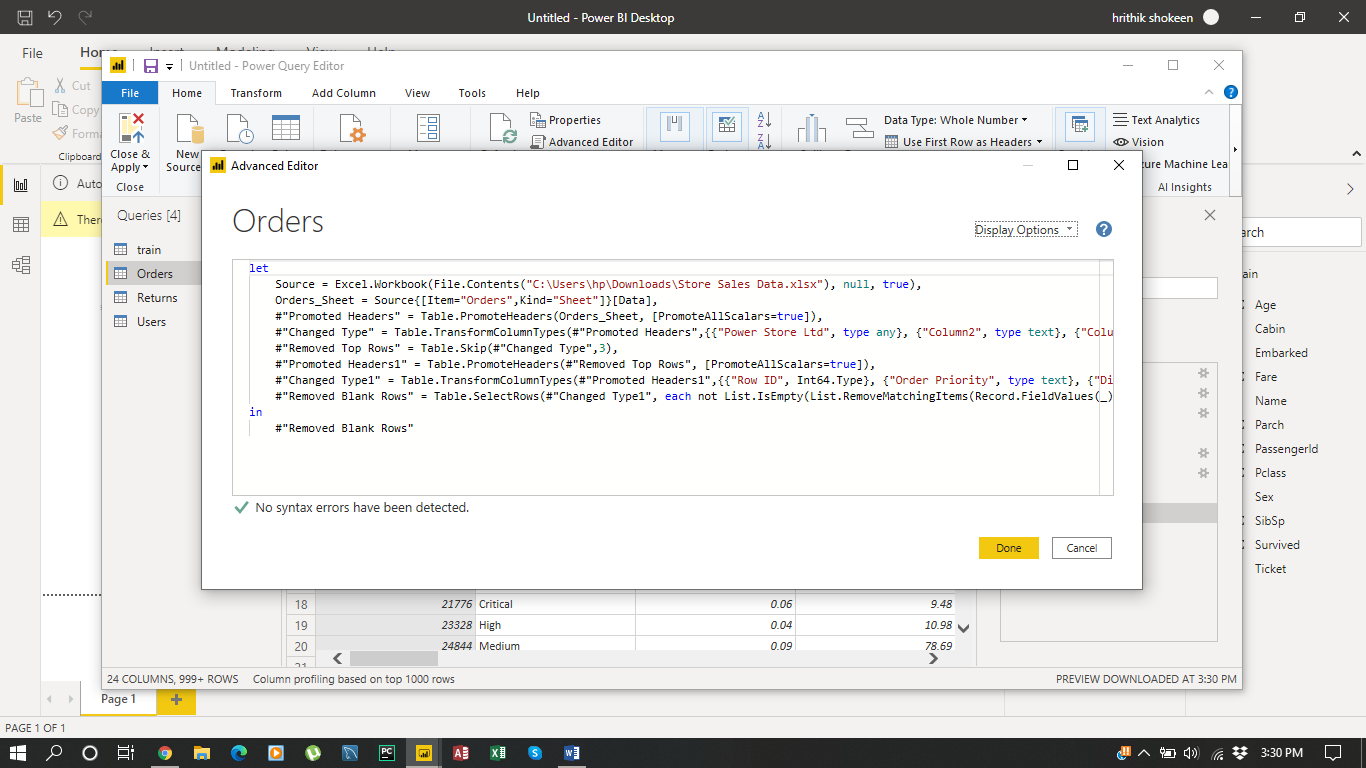 Untitled - Power BI Desktop
hrithik shokeen
File
Untitled - Power Query Editor
File Home Transform Add Column View Tools Help
Paste
Cut
Copy
Clipboard
Close & Apply
Close
New Source
Properties
Advanced Editor
Data Type: Whole Number
Use First Row as Headers
Text Analytics
Vision
AI Insights
Queries [4]
train
Orders
Returns
Users
Advanced Editor
Orders
Display Options
let
Source = Excel.Workbook(File.Contents("C:\Users\hp\Downloads\Store Sales Data.xlsx"), null, true),
Orders_Sheet = Source{[Item="Orders",Kind="Sheet"]}[Data],
#"Promoted Headers" = Table.PromoteHeaders(Orders_Sheet, [PromoteAllScalars=true]),
#"Changed Type" = Table.TransformColumnTypes(#"Promoted Headers",{{"Power Store Ltd", type any}, {"Column2", type text}, {"Colu
#"Removed Top Rows" = Table.Skip(#"Changed Type",3),
#"Promoted Headers1" = Table.PromoteHeaders(#"Removed Top Rows", [PromoteAllScalars=true]),
#"Changed Type1" = Table.TransformColumnTypes(#"Promoted Headers1",{{"Row ID", Int64.Type}, {"Order Priority", type text}, {"Di
#"Removed Blank Rows" = Table.SelectRows(#"Changed Type1", each not List.IsEmpty(List.RemoveMatchingItems(Record.FieldValues(_)
in
#"Removed Blank Rows"
No syntax errors have been detected.
Done
Cancel
Age
Cabin
Embarked
Fare
Name
Parch
PassengerId
Pclass
Sex
SibSp
Survived
Ticket
18 21776 Critical 0.06 9.48
19 23328 High 0.04 10.98
20 24844 Medium 0.09 78.69
21
24 COLUMNS, 999+ ROWS Column profiling based on top 1000 rows
PREVIEW DOWNLOADED AT 3:30 PM
Page 1
PAGE 1 OF 1
3:30 PM